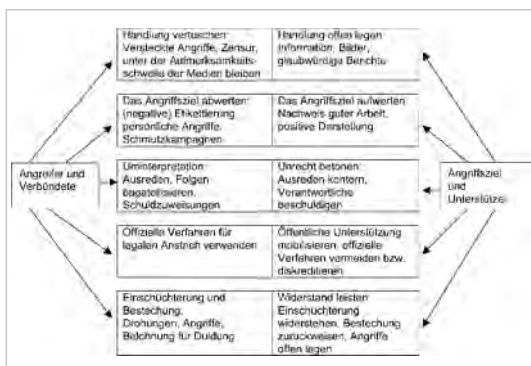 Handlung vertuschen:
Versteckte Angriffe, Zensur,
unter der Aufmerksamkeits-
schwelle der Medien bleiben
Handlung offen legen
Information, Bilder,
glaubwürdige Berichte
Das Angriffsziel abwerten:
(negative) Etikettierung
persönliche Angriffe,
Schmutzkampagnen
Das Angriffsziel aufwerten
Nachweis guter Arbeit,
positive Darstellung
Angreifer und
Verbündete
Uminterpretation:
Ausreden, Folgen
bagatellisieren,
Schuldzuweisungen
Unrecht betonen:
Ausreden kontern,
Verantwortliche
beschuldigen
Angriffsziel
und
Unterstützer
Offizielle Verfahren für
legalen Anstrich verwenden
Öffentliche Unterstützung
mobilisieren, offizielle
Verfahren vermeiden bzw.
diskreditieren
Einschüchterung und
Bestechung:
Drohungen, Angriffe,
Belohnung für Duldung
Widerstand leisten
Einschüchterung
widerstehen, Bestechung
zurückweisen, Angriffe
offen legen